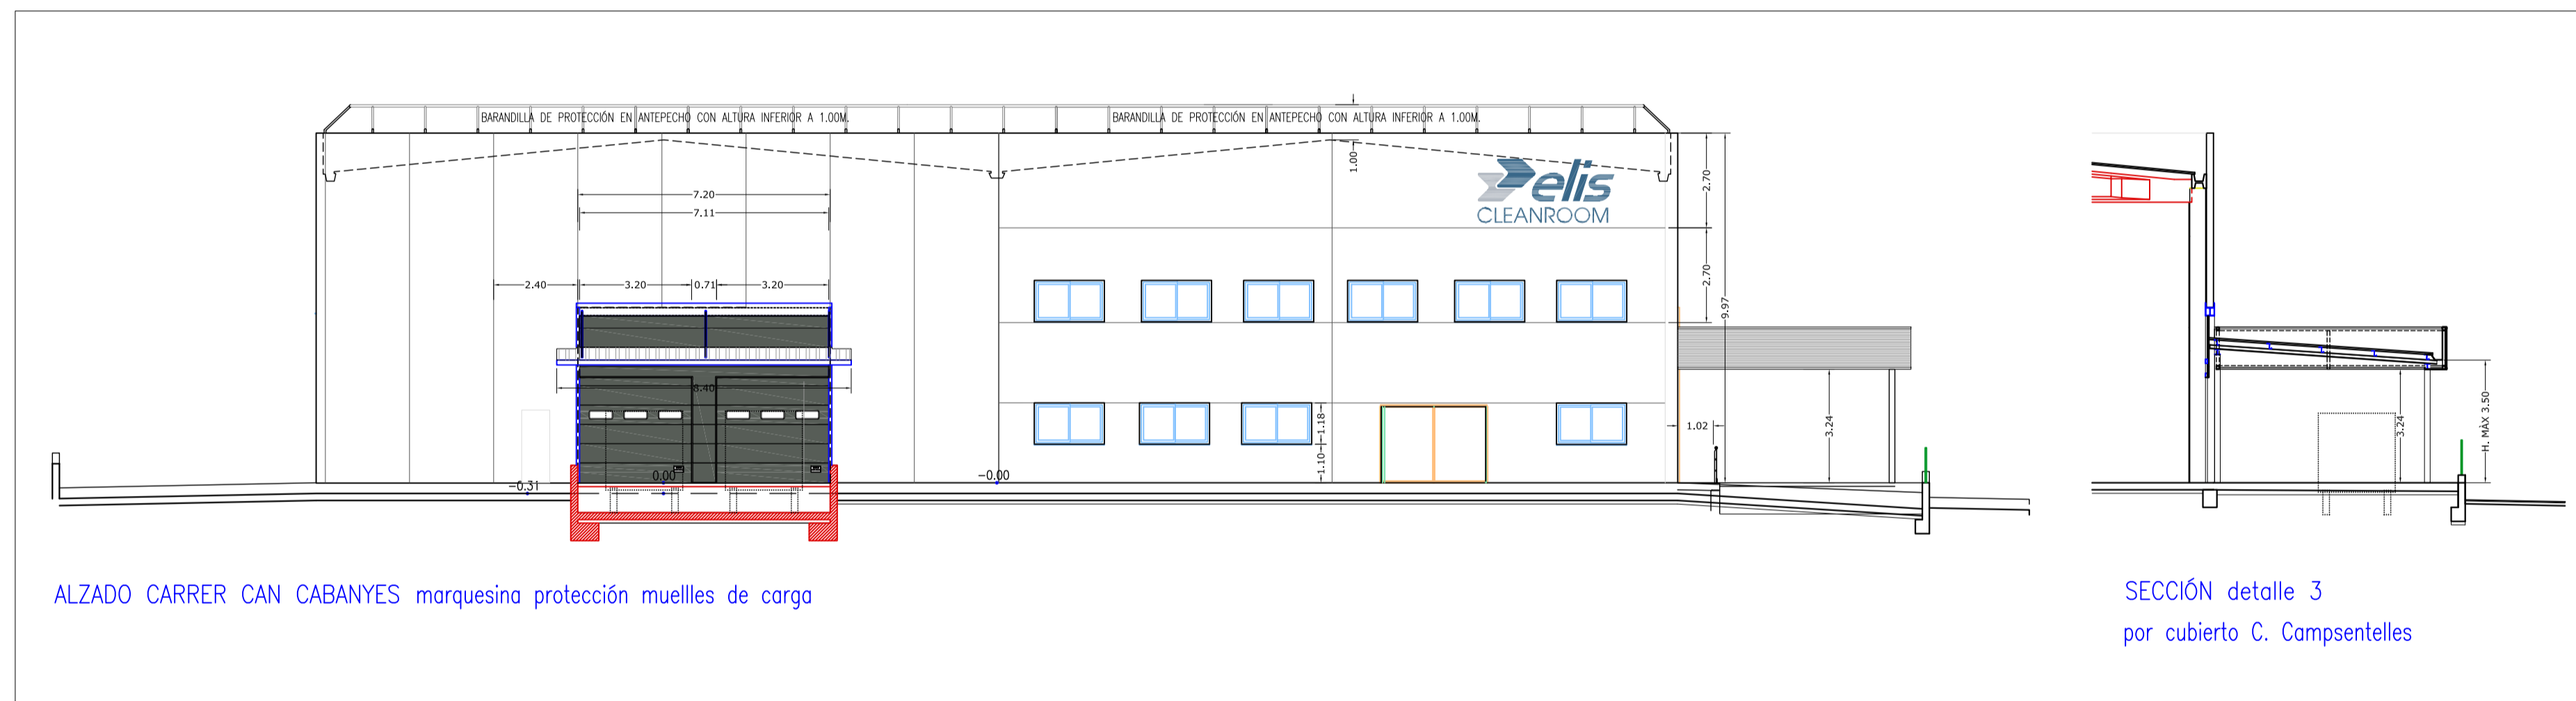 BARANDILLA DE PROTECCIÓN EN ANTEPECHO CON ALTURA INFERIOR A 1.00M.
BARANDILLA DE PROTECCIÓN EN ANTEPECHO CON ALTURA INFERIOR A 1.00M.
1.00
elis
CLEANROOM
2.70
7.20
7.11
2.70
2.40
3.20
0.71
3.20
9.97
8.40
1.18
1.10
1.02
3.24
3.24
H. MÀX 3.50
-0.31
0.00
-0.00
ALZADO CARRER CAN CABANYES marquesina protección muellles de carga
SECCIÓN detalle 3
por cubierto C. Campsentelles